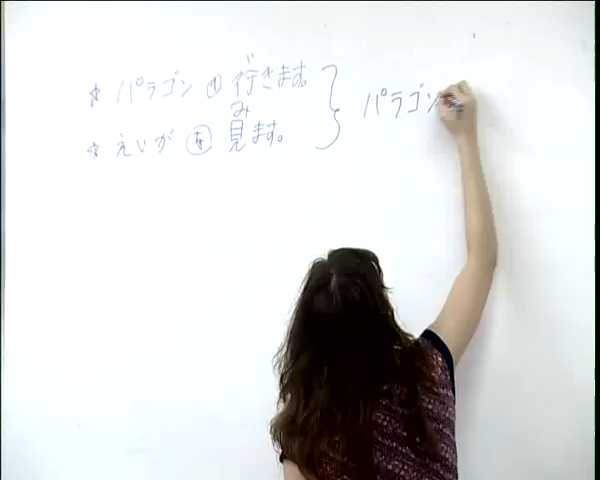 ☆ パラゴン に 行きます。
み
☆ えいが を 見ます。
パラゴン